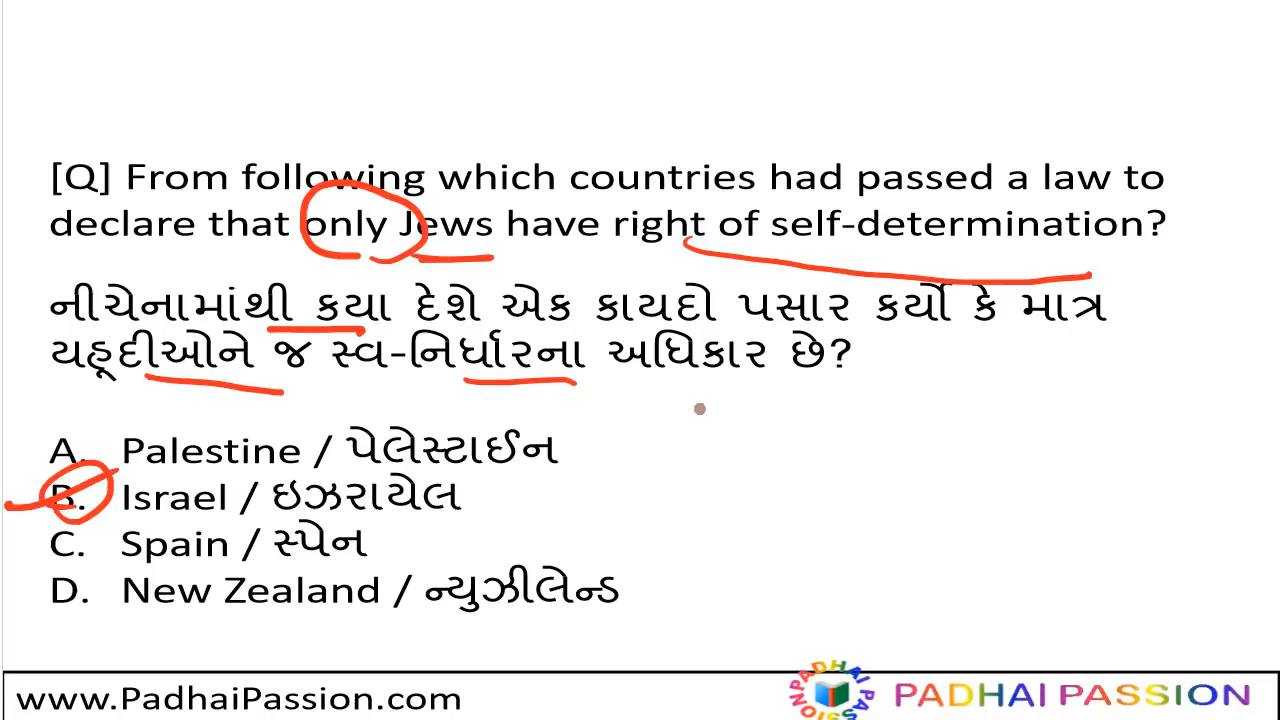 [Q] From following which countries had passed a law to
declare that only Jews have right of self-determination?
નીચેનામાંથી કયા દેશે એક કાયદો પસાર કર્યો કે માત્ર
યહૂદીઓને જ સ્વ-નિર્ધારના અધિકાર છે?
A. Palestine / પેલેસ્ટાઈન
B. Israel / ઇઝરાયેલ
C. Spain / સ્પેન
D. New Zealand / ન્યુઝીલેન્ડ
www.PadhaiPassion.com
PADHAI PASSION
PADHAI PASSION